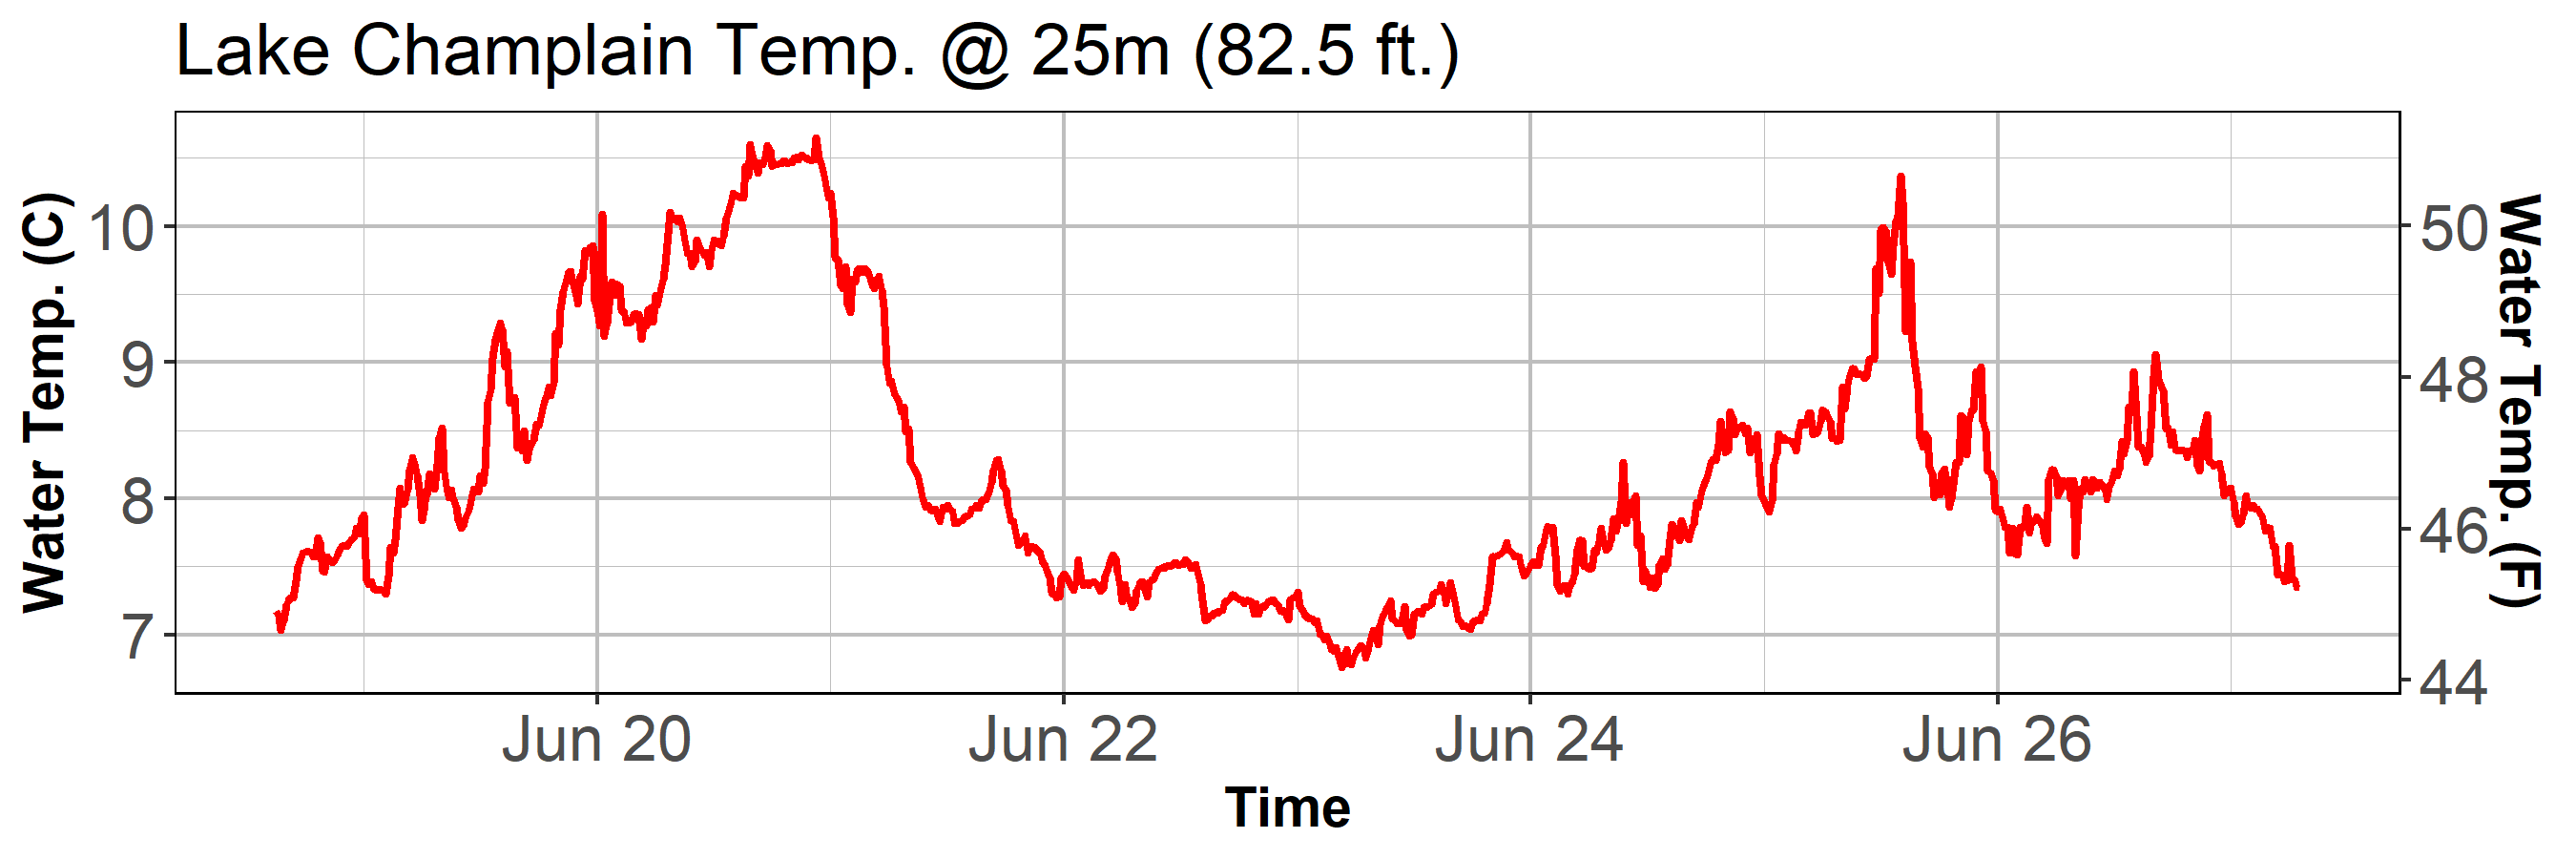 Lake Champlain Temp. @ 25m (82.5 ft.)
Water Temp. (C)
10
9
8
7
50
48
46
44
Water Temp. (F)
Jun 20
Jun 22
Jun 24
Jun 26
Time